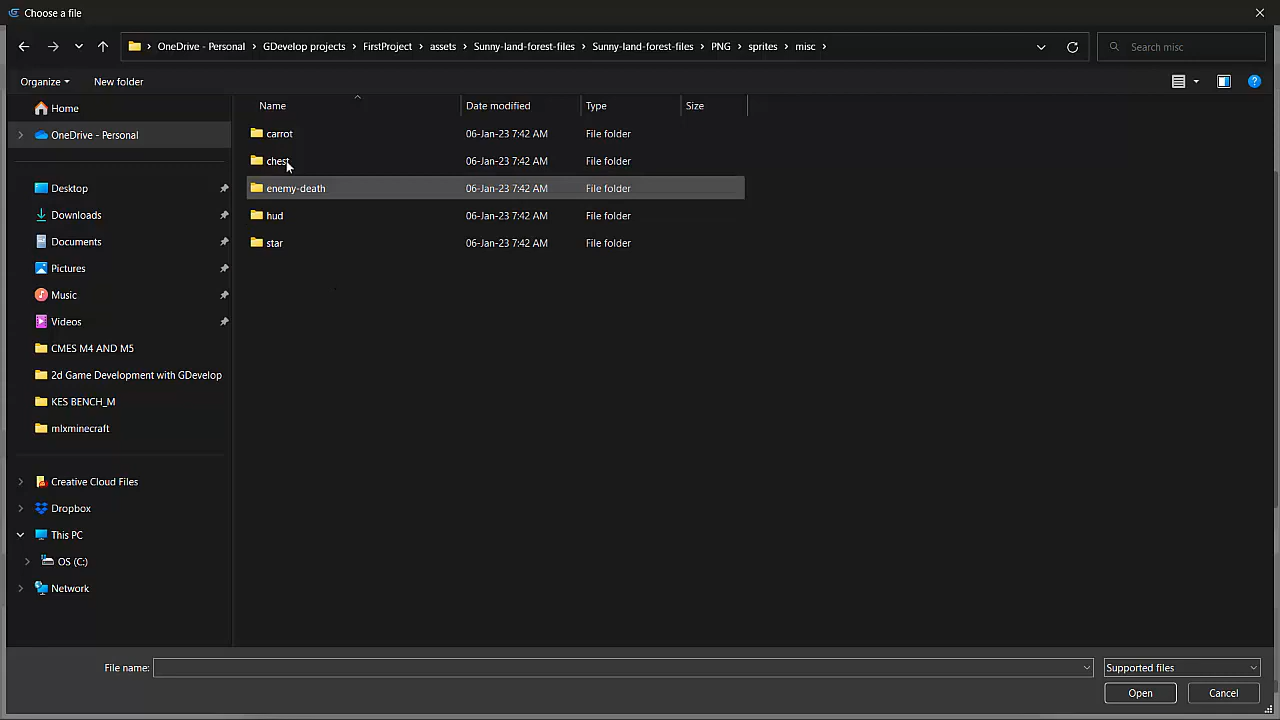 Choose a file
OneDrive - Personal > GDevelop projects > FirstProject > assets > Sunny-land-forest-files > Sunny-land-forest-files > PNG > sprites > misc >
Search misc
Organize
New folder
Home
OneDrive - Personal
Desktop
Downloads
Documents
Pictures
Music
Videos
CMES M4 AND M5
2d Game Development with GDevelop
KES BENCH_M
mlxminecraft
Creative Cloud Files
Dropbox
This PC
OS (C:)
Network
Name Date modified Type Size
carrot 06-Jan-23 7:42 AM File folder
chest 06-Jan-23 7:42 AM File folder
enemy-death 06-Jan-23 7:42 AM File folder
hud 06-Jan-23 7:42 AM File folder
star 06-Jan-23 7:42 AM File folder
File name:
Supported files
Open
Cancel